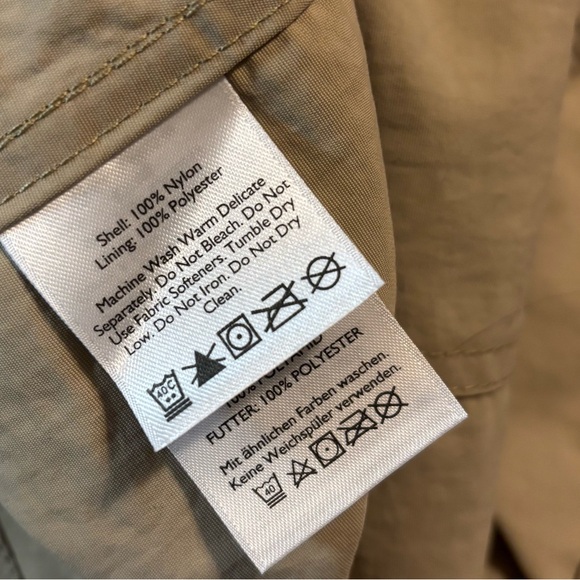 Shell: 100% Nylon
Lining: 100% Polyester
Machine Wash Warm Delicate
Separately. Do Not Bleach. Do Not
Use Fabric Softeners. Tumble Dry
Low. Do Not Iron. Do Not Dry
Clean.
40C
FUTTER: 100% POLYESTER
Mit ähnlichen Farben waschen.
Keine Weichspüler verwenden.
40